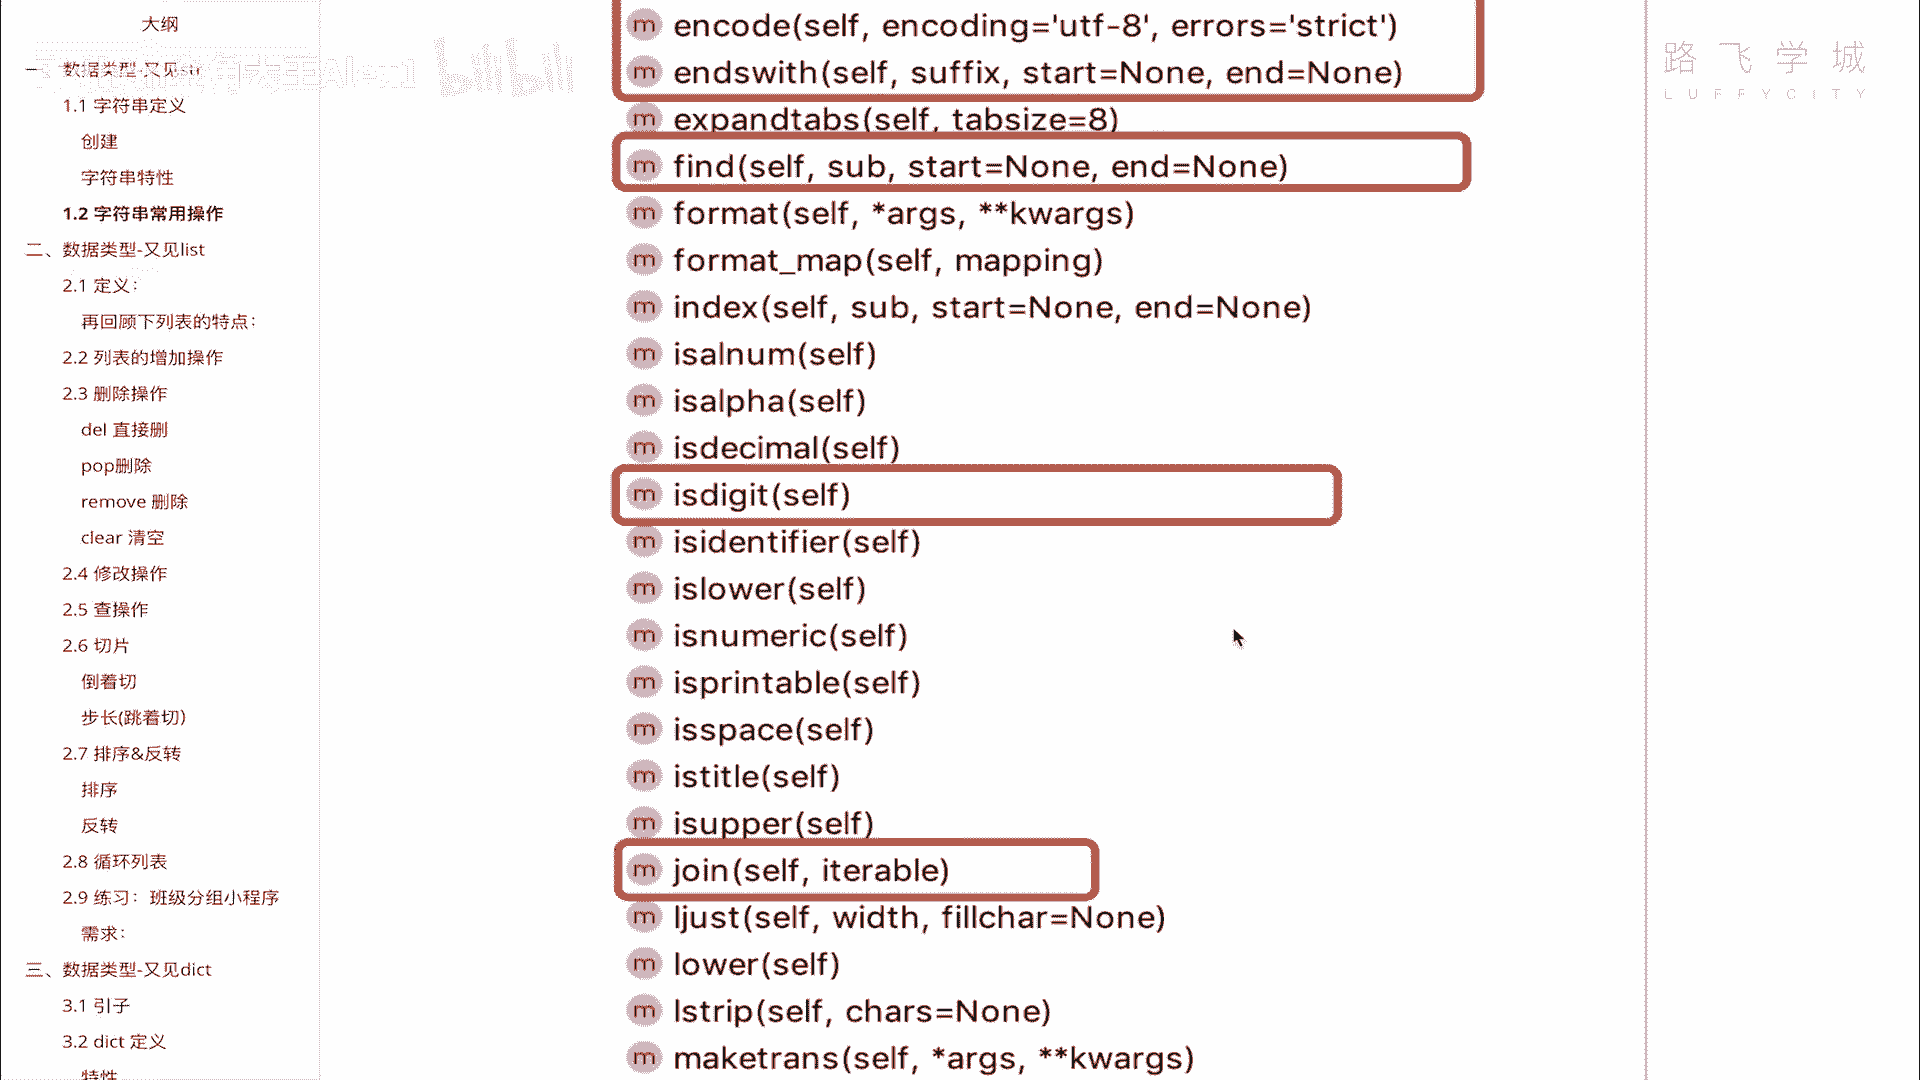 大纲
一、数据类型-又见str
1.1 字符串定义
创建
字符串特性
1.2 字符串常用操作
二、数据类型-又见list
2.1 定义：
再回顾下列表的特点：
2.2 列表的增加操作
2.3 删除操作
del 直接删
pop删除
remove 删除
clear 清空
2.4 修改操作
2.5 查操作
2.6 切片
倒着切
步长(跳着切)
2.7 排序&反转
排序
反转
2.8 循环列表
2.9 练习：班级分组小程序
需求：
三、数据类型-又见dict
3.1 引子
3.2 dict 定义
特性
bilibili
m encode(self, encoding='utf-8', errors='strict')
m endswith(self, suffix, start=None, end=None)
m expandtabs(self, tabsize=8)
m find(self, sub, start=None, end=None)
m format(self, *args, **kwargs)
m format_map(self, mapping)
m index(self, sub, start=None, end=None)
m isalnum(self)
m isalpha(self)
m isdecimal(self)
m isdigit(self)
m isidentifier(self)
m islower(self)
m isnumeric(self)
m isprintable(self)
m isspace(self)
m istitle(self)
m isupper(self)
m join(self, iterable)
m ljust(self, width, fillchar=None)
m lower(self)
m lstrip(self, chars=None)
m maketrans(self, *args, **kwargs)
路飞学城
LUFFYCITY